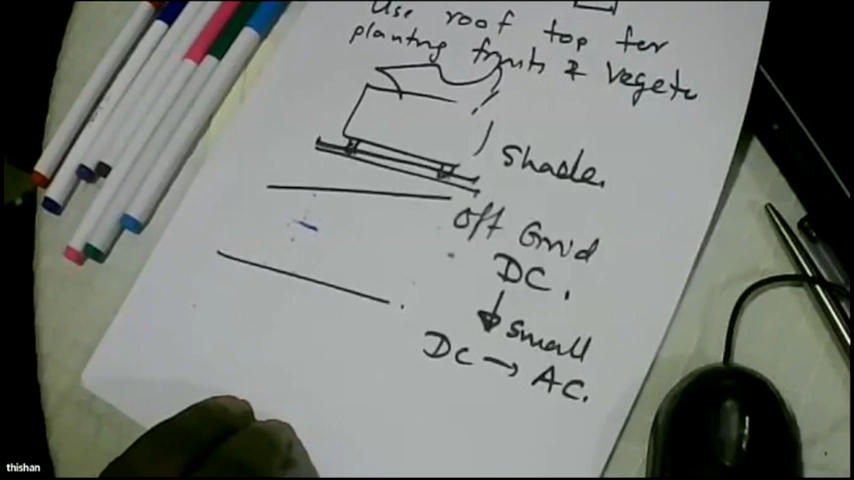 Use roof top for
planting fruits & Vegeta
Shade.
Off Grid
DC.
small
DC → AC.
thishan